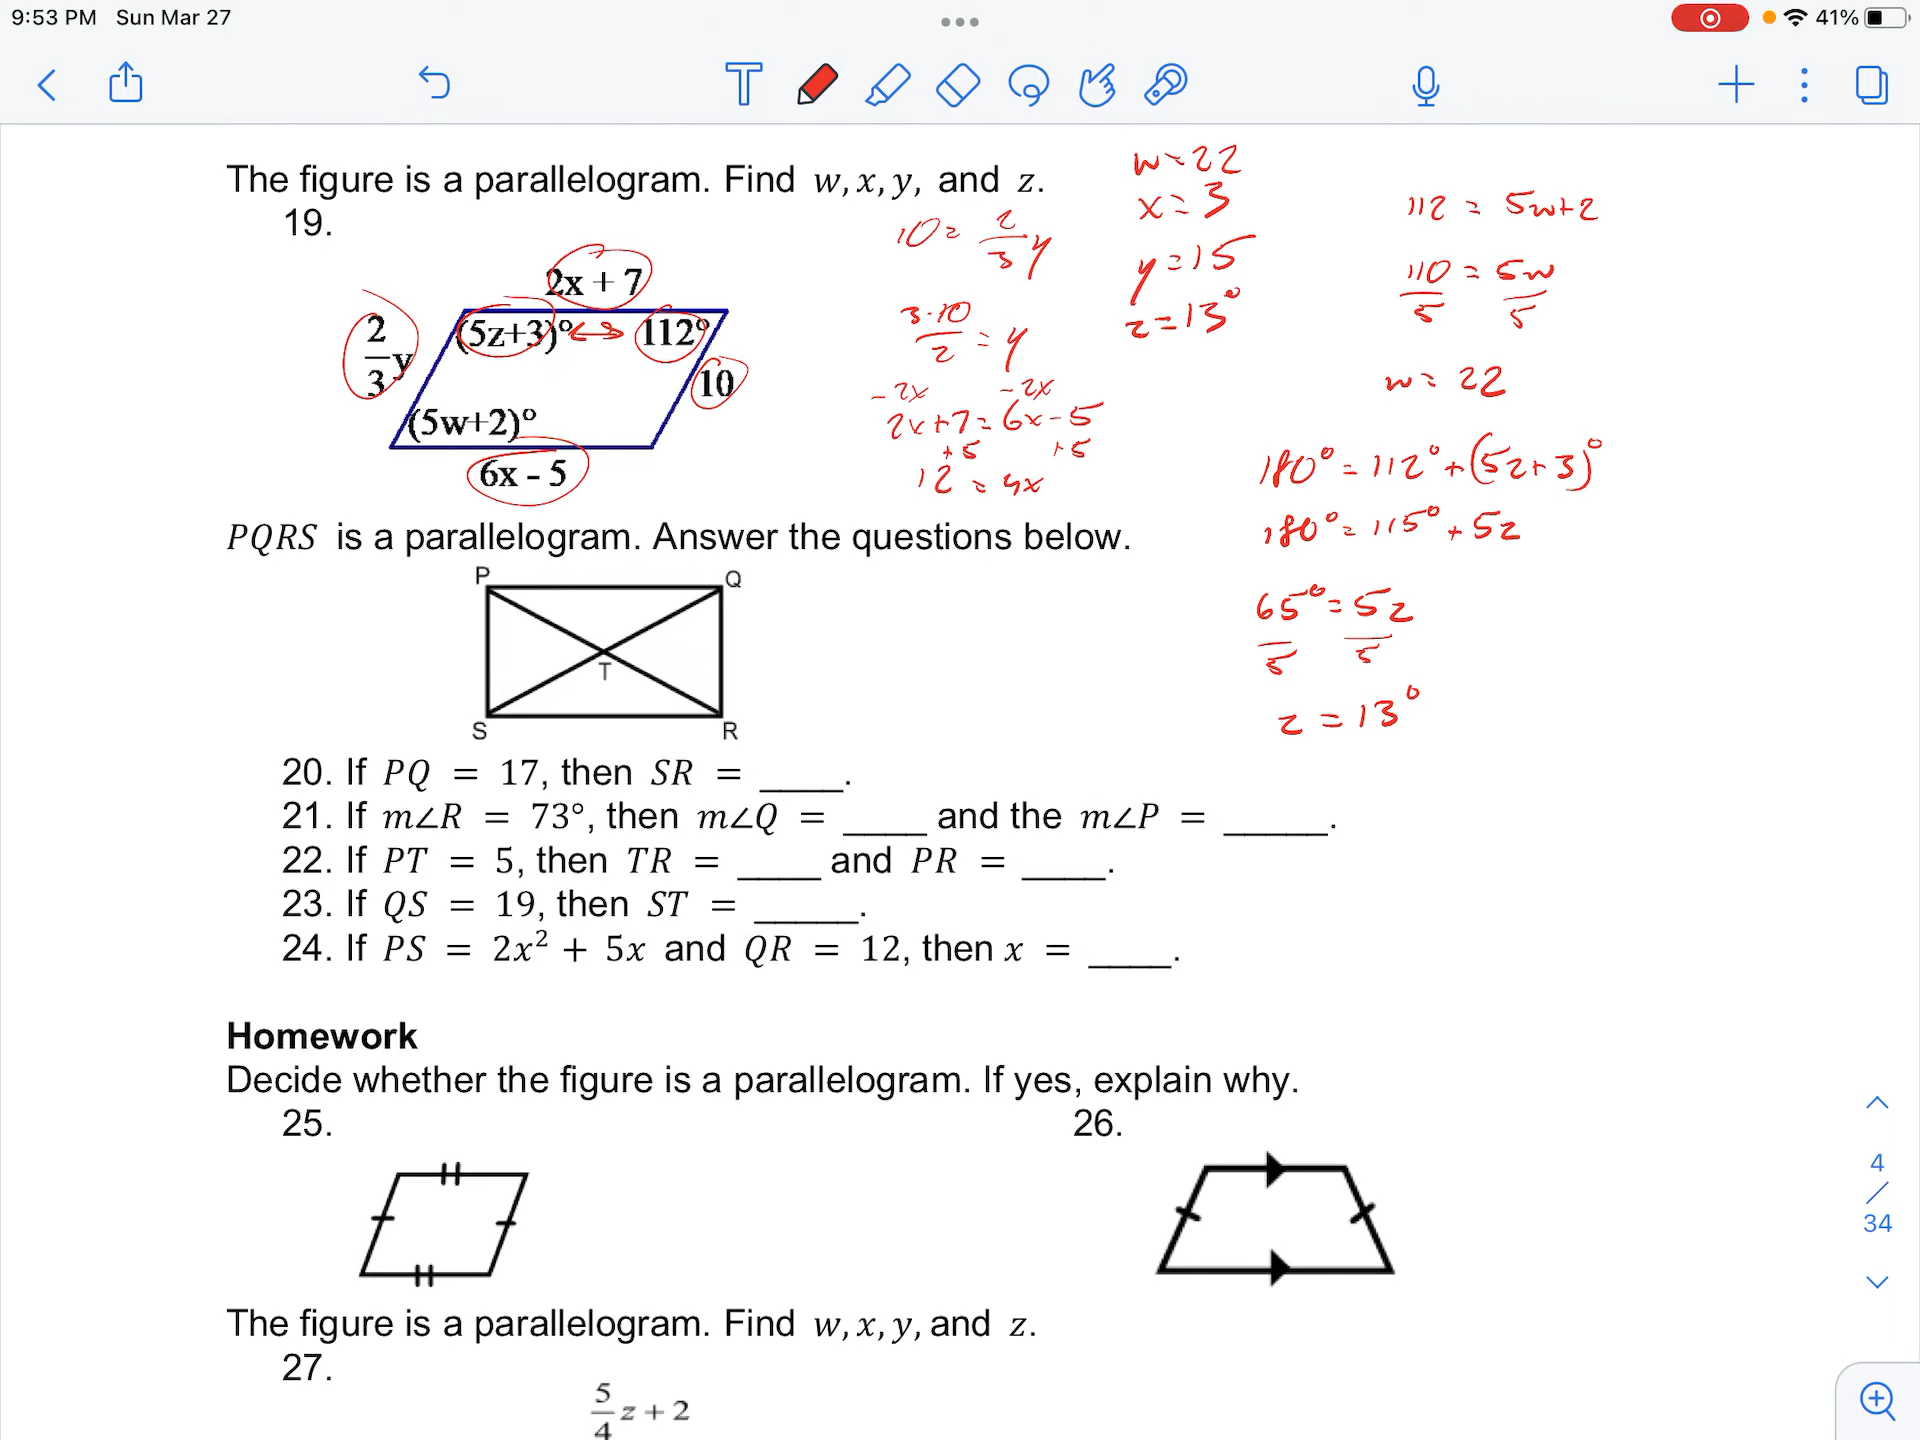 9:53 PM Sun Mar 27
41%
The figure is a parallelogram. Find w, x, y, and z.
19.
2x + 7
2/3 y
(5z+3)°
112°
10
(5w+2)°
6x - 5
10 = 2/3 y
3·10/2 = y
-2x -2x
2x+7 = 6x-5
+5 +5
12 = 4x
w=22
x=3
y=15
z=13°
112 = 5w+2
110/5 = 5w/5
w = 22
180° = 112° + (5z+3)°
180° = 115° + 5z
65°/5 = 5z/5
z = 13°
PQRS is a parallelogram. Answer the questions below.
P
Q
T
S
R
20. If PQ = 17, then SR = ____.
21. If m∠R = 73°, then m∠Q = ____ and the m∠P = _____.
22. If PT = 5, then TR = ____ and PR = ____.
23. If QS = 19, then ST = _____.
24. If PS = 2x² + 5x and QR = 12, then x = ____.
Homework
Decide whether the figure is a parallelogram. If yes, explain why.
25. 26.
4
/
34
The figure is a parallelogram. Find w, x, y, and z.
27.
5/4 z + 2